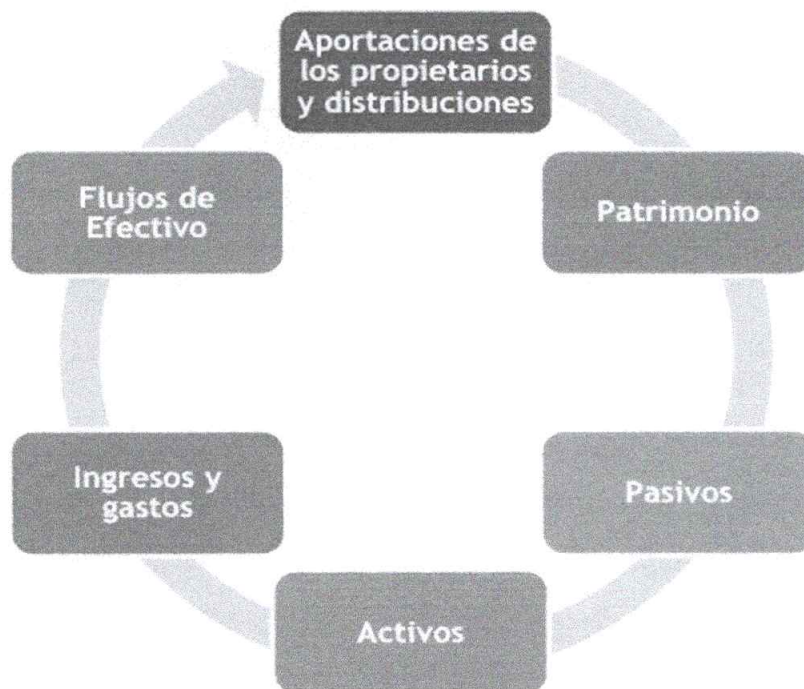 Aportaciones de
los propietarios
y distribuciones
Patrimonio
Pasivos
Activos
Ingresos y
gastos
Flujos de
Efectivo